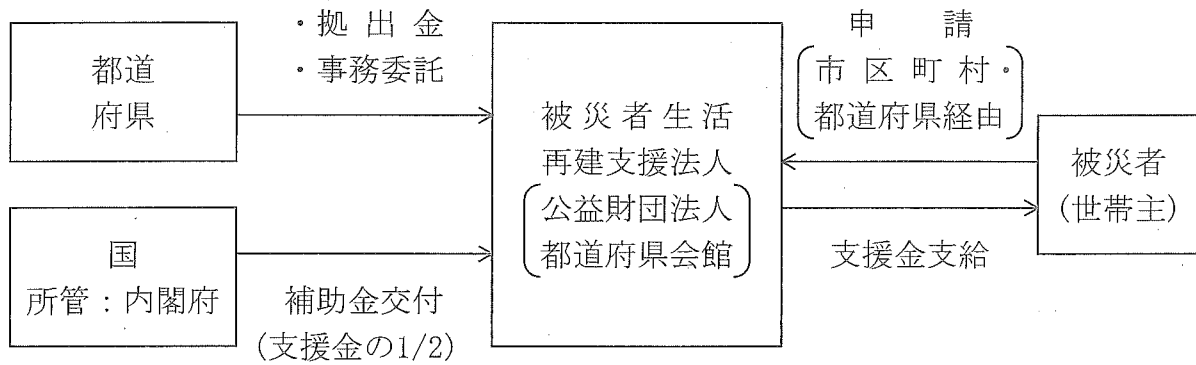 都道
府県
・拠出金
・事務委託
国
所管：内閣府
補助金交付
(支援金の1/2)
被災者生活
再建支援法人
公益財団法人
都道府県会館
申請
市区町村・
都道府県経由
支援金支給
被災者
(世帯主)